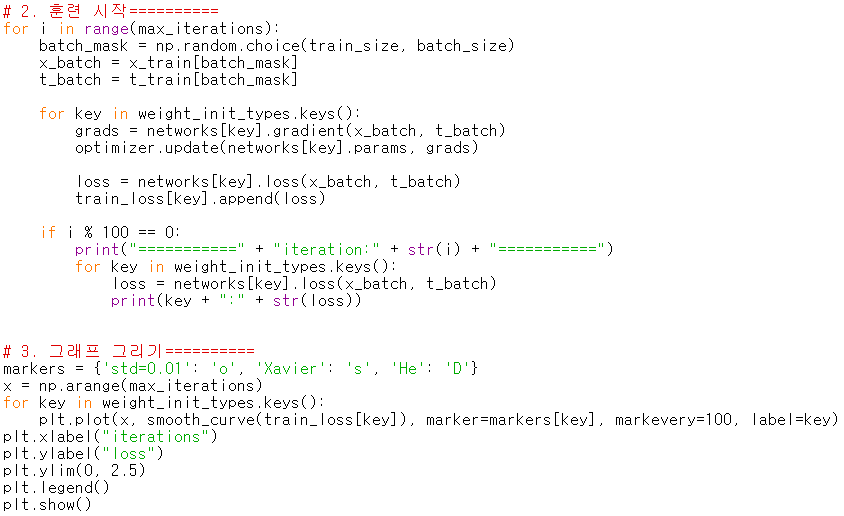 # 2. 훈련 시작==========
for i in range(max_iterations):
    batch_mask = np.random.choice(train_size, batch_size)
    x_batch = x_train[batch_mask]
    t_batch = t_train[batch_mask]
    for key in weight_init_types.keys():
        grads = networks[key].gradient(x_batch, t_batch)
        optimizer.update(networks[key].params, grads)
        loss = networks[key].loss(x_batch, t_batch)
        train_loss[key].append(loss)
    if i % 100 == 0:
        print("===========" + "iteration:" + str(i) + "===========")
        for key in weight_init_types.keys():
            loss = networks[key].loss(x_batch, t_batch)
            print(key + ":" + str(loss))
# 3. 그래프 그리기==========
markers = {'std=0.01': 'o', 'Xavier': 's', 'He': 'D'}
x = np.arange(max_iterations)
for key in weight_init_types.keys():
    plt.plot(x, smooth_curve(train_loss[key]), marker=markers[key], markevery=100, label=key)
plt.xlabel("iterations")
plt.ylabel("loss")
plt.ylim(0, 2.5)
plt.legend()
plt.show()